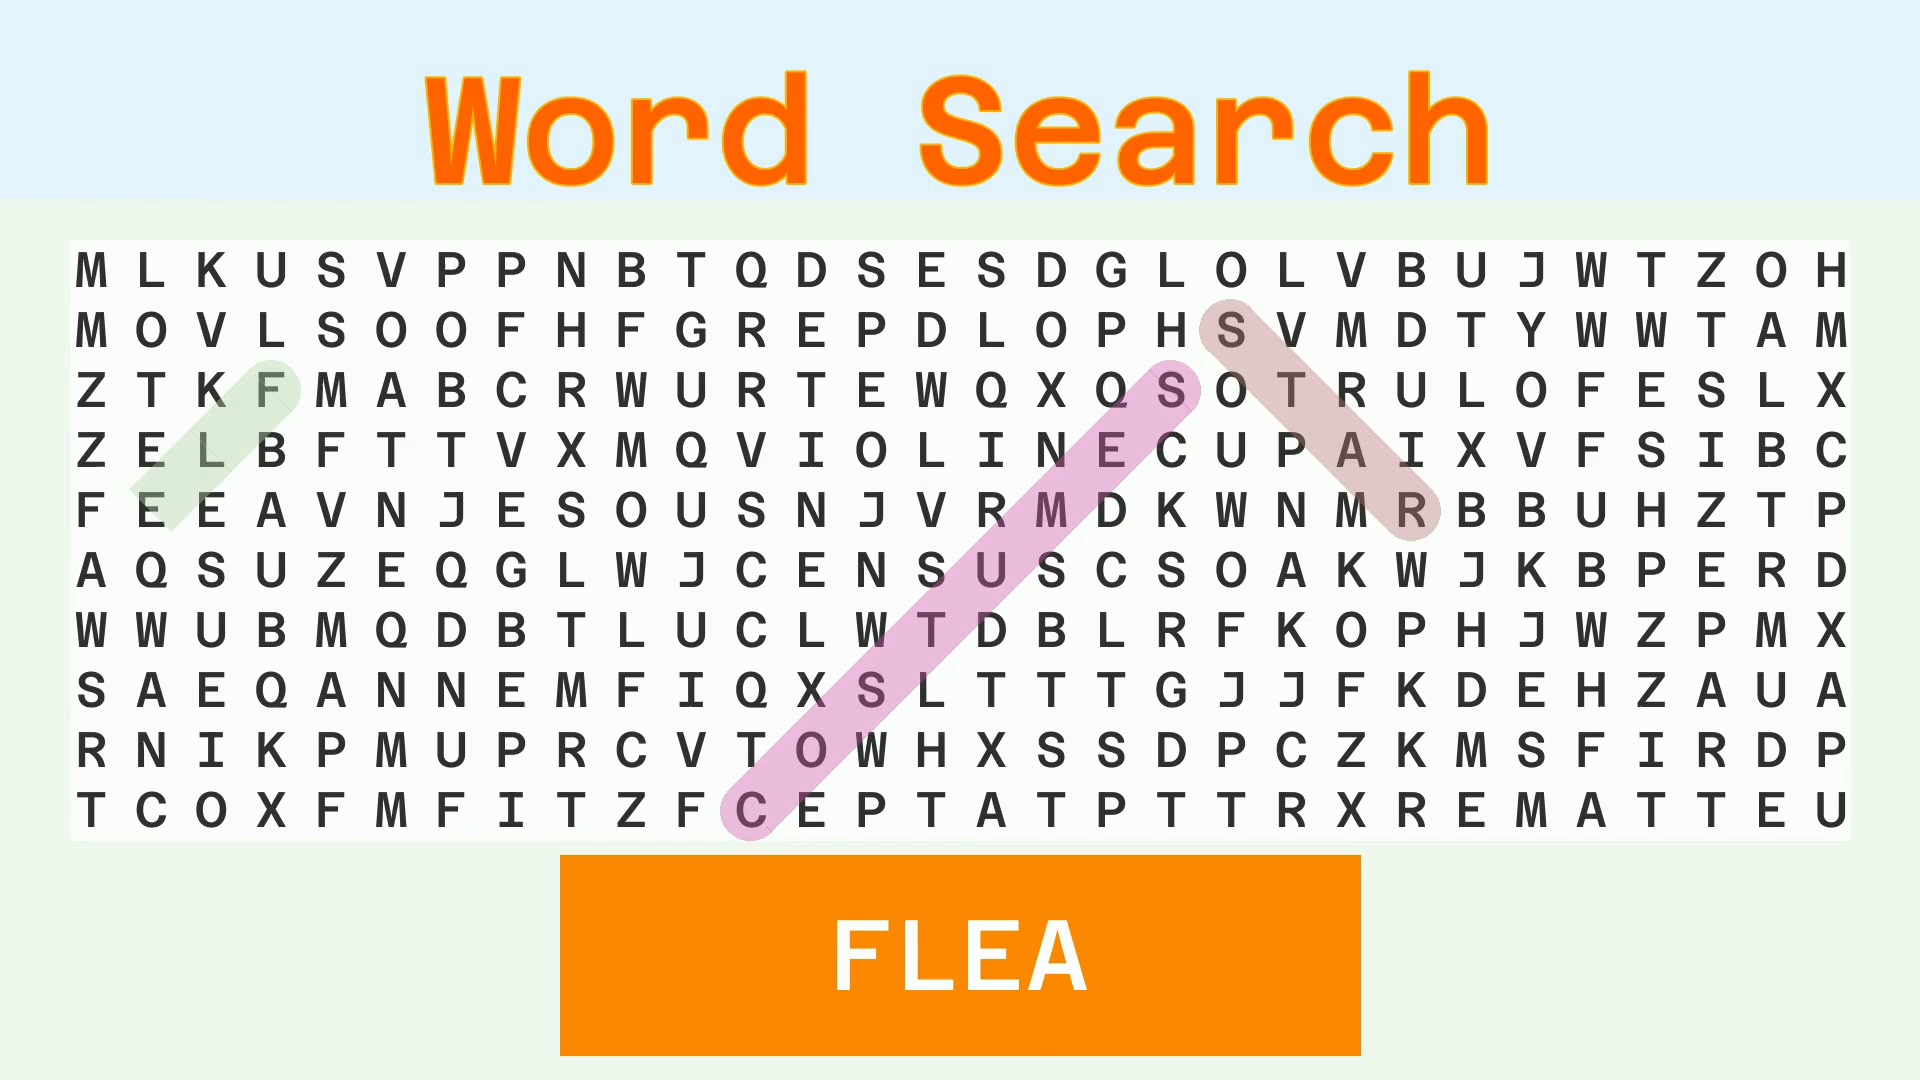 Word Search
M L K U S V P P N B T Q D S E S D G L O L V B U J W T Z O H
M O V L S O O F H F G R E P D L O P H S V M D T Y W W T A M
Z T K F M A B C R W U R T E W Q X Q S O T R U L O F E S L X
Z E L B F T T V X M Q V I O L I N E C U P A I X V F S I B C
F E E A V N J E S O U S N J V R M D K W N M R B B U H Z T P
A Q S U Z E Q G L W J C E N S U S C S O A K W J K B P E R D
W W U B M Q D B T L U C L W T D B L R F K O P H J W Z P M X
S A E Q A N N E M F I Q X S L T T T G J J F K D E H Z A U A
R N I K P M U P R C V T O W H X S S D P C Z K M S F I R D P
T C O X F M F I T Z F C E P T A T P T T R X R E M A T T E U
FLEA